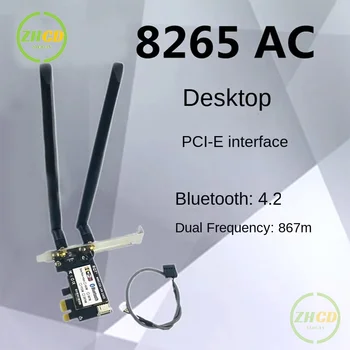 ZHCD
8265 AC
Desktop
PCI-E interface
Bluetooth: 4.2
Dual Frequency: 867m
ZHCD